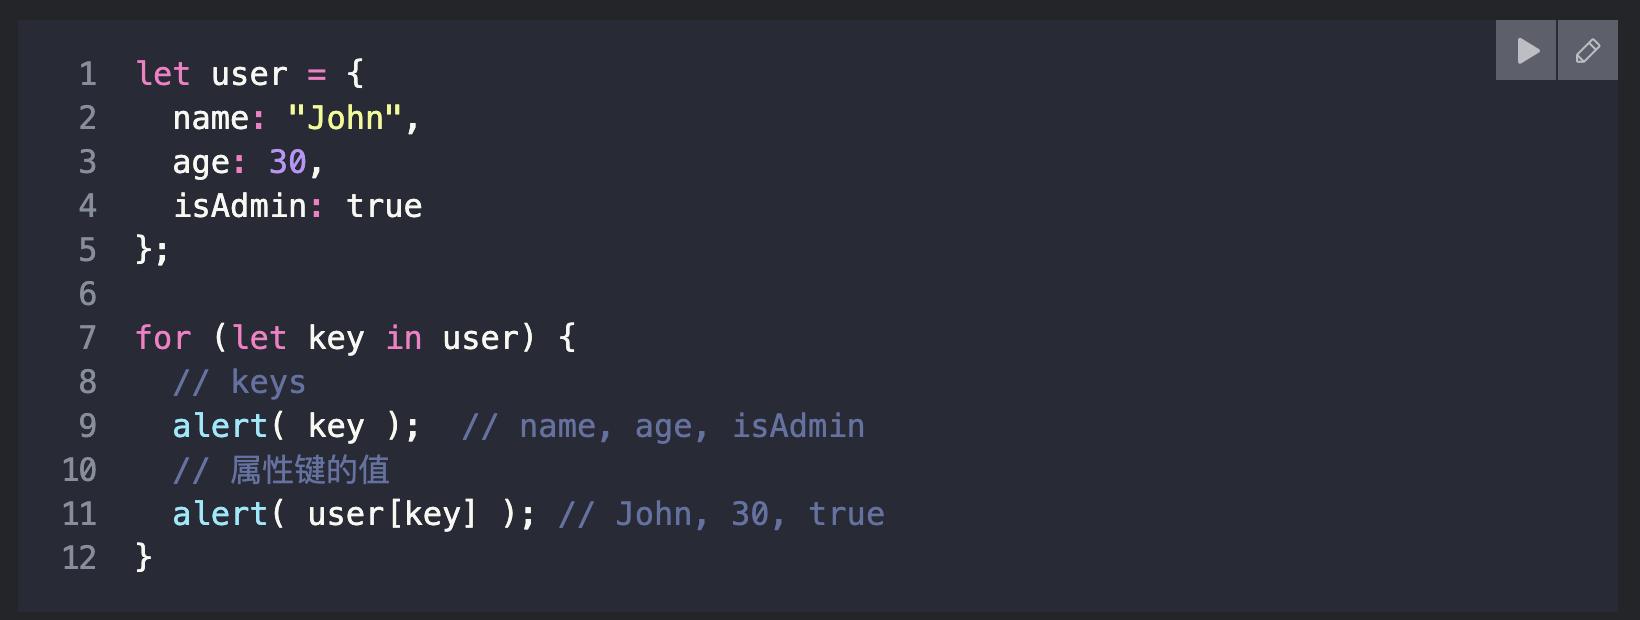 1 let user = {
2   name: "John",
3   age: 30,
4   isAdmin: true
5 };
6
7 for (let key in user) {
8   // keys
9   alert( key );  // name, age, isAdmin
10   // 属性键的值
11   alert( user[key] ); // John, 30, true
12 }